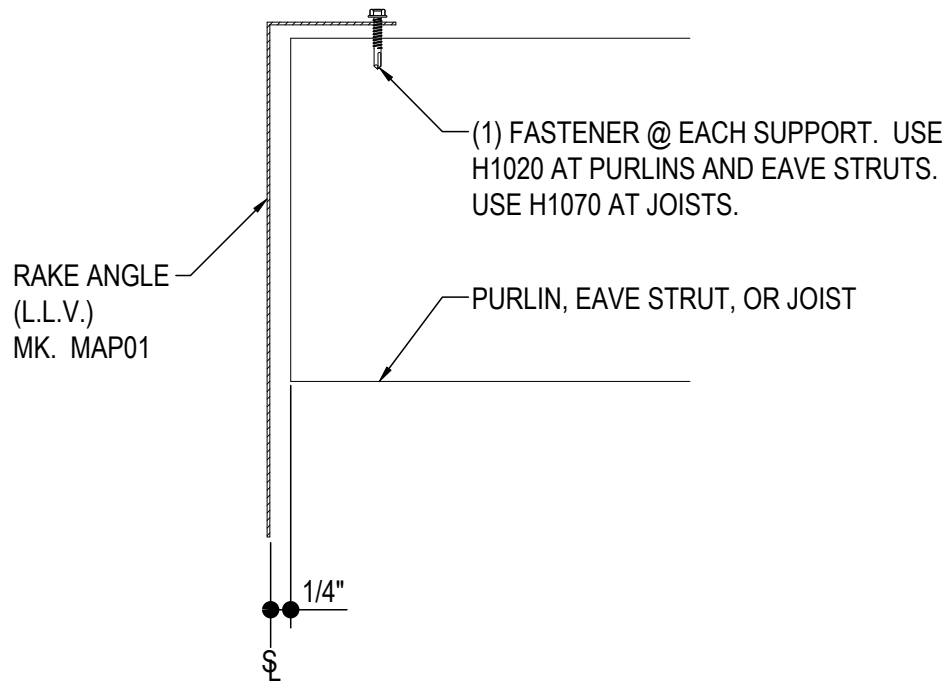 (1) FASTENER @ EACH SUPPORT. USE
H1020 AT PURLINS AND EAVE STRUTS.
USE H1070 AT JOISTS.
RAKE ANGLE
(L.L.V.)
MK. MAP01
PURLIN, EAVE STRUT, OR JOIST
1/4"
SL